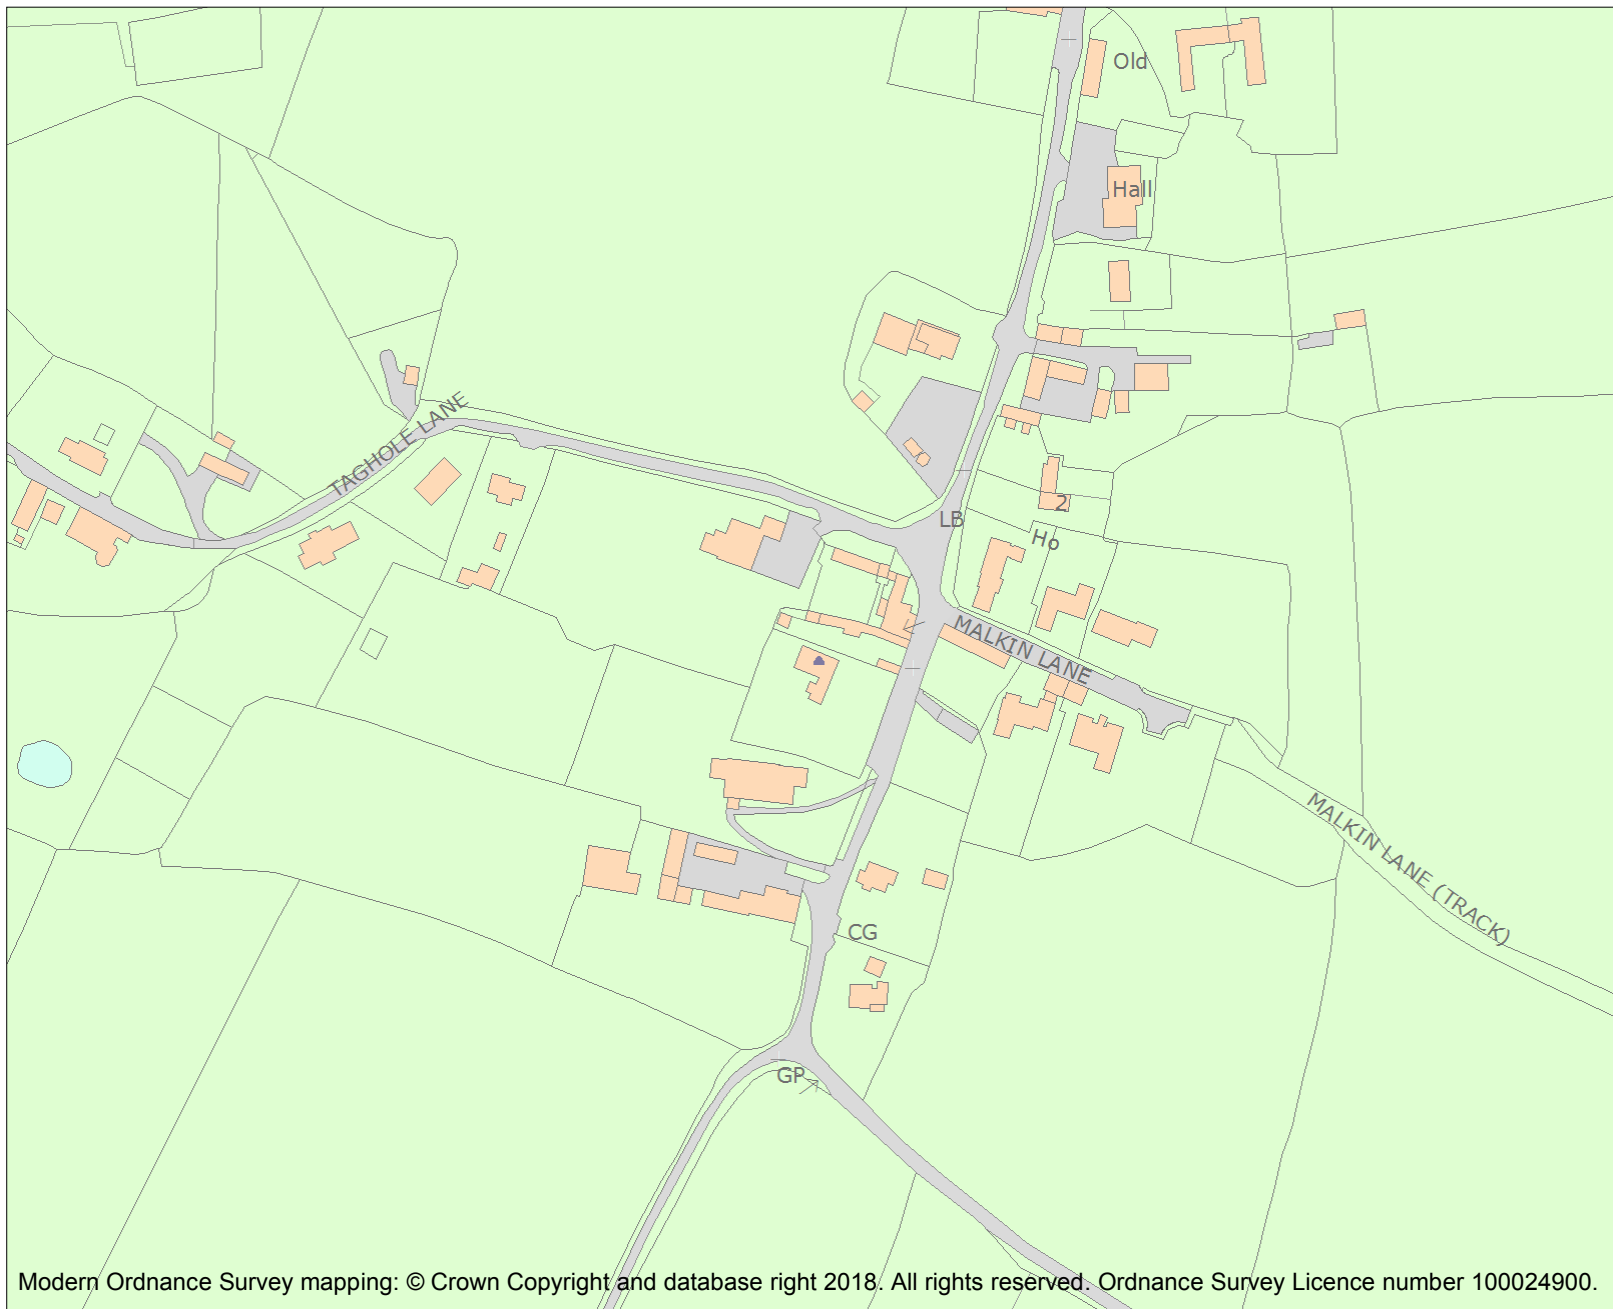 Old
Hall
TAGHOLE LANE
2
LB
Ho
MALKIN LANE
MALKIN LANE (TRACK)
CG
GP
Modern Ordnance Survey mapping: © Crown Copyright and database right 2018. All rights reserved. Ordnance Survey Licence number 100024900.